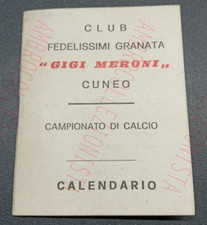 CLUB
FEDELISSIMI GRANATA
"GIGI MERONI"
CUNEO
CAMPIONATO DI CALCIO
CALENDARIO